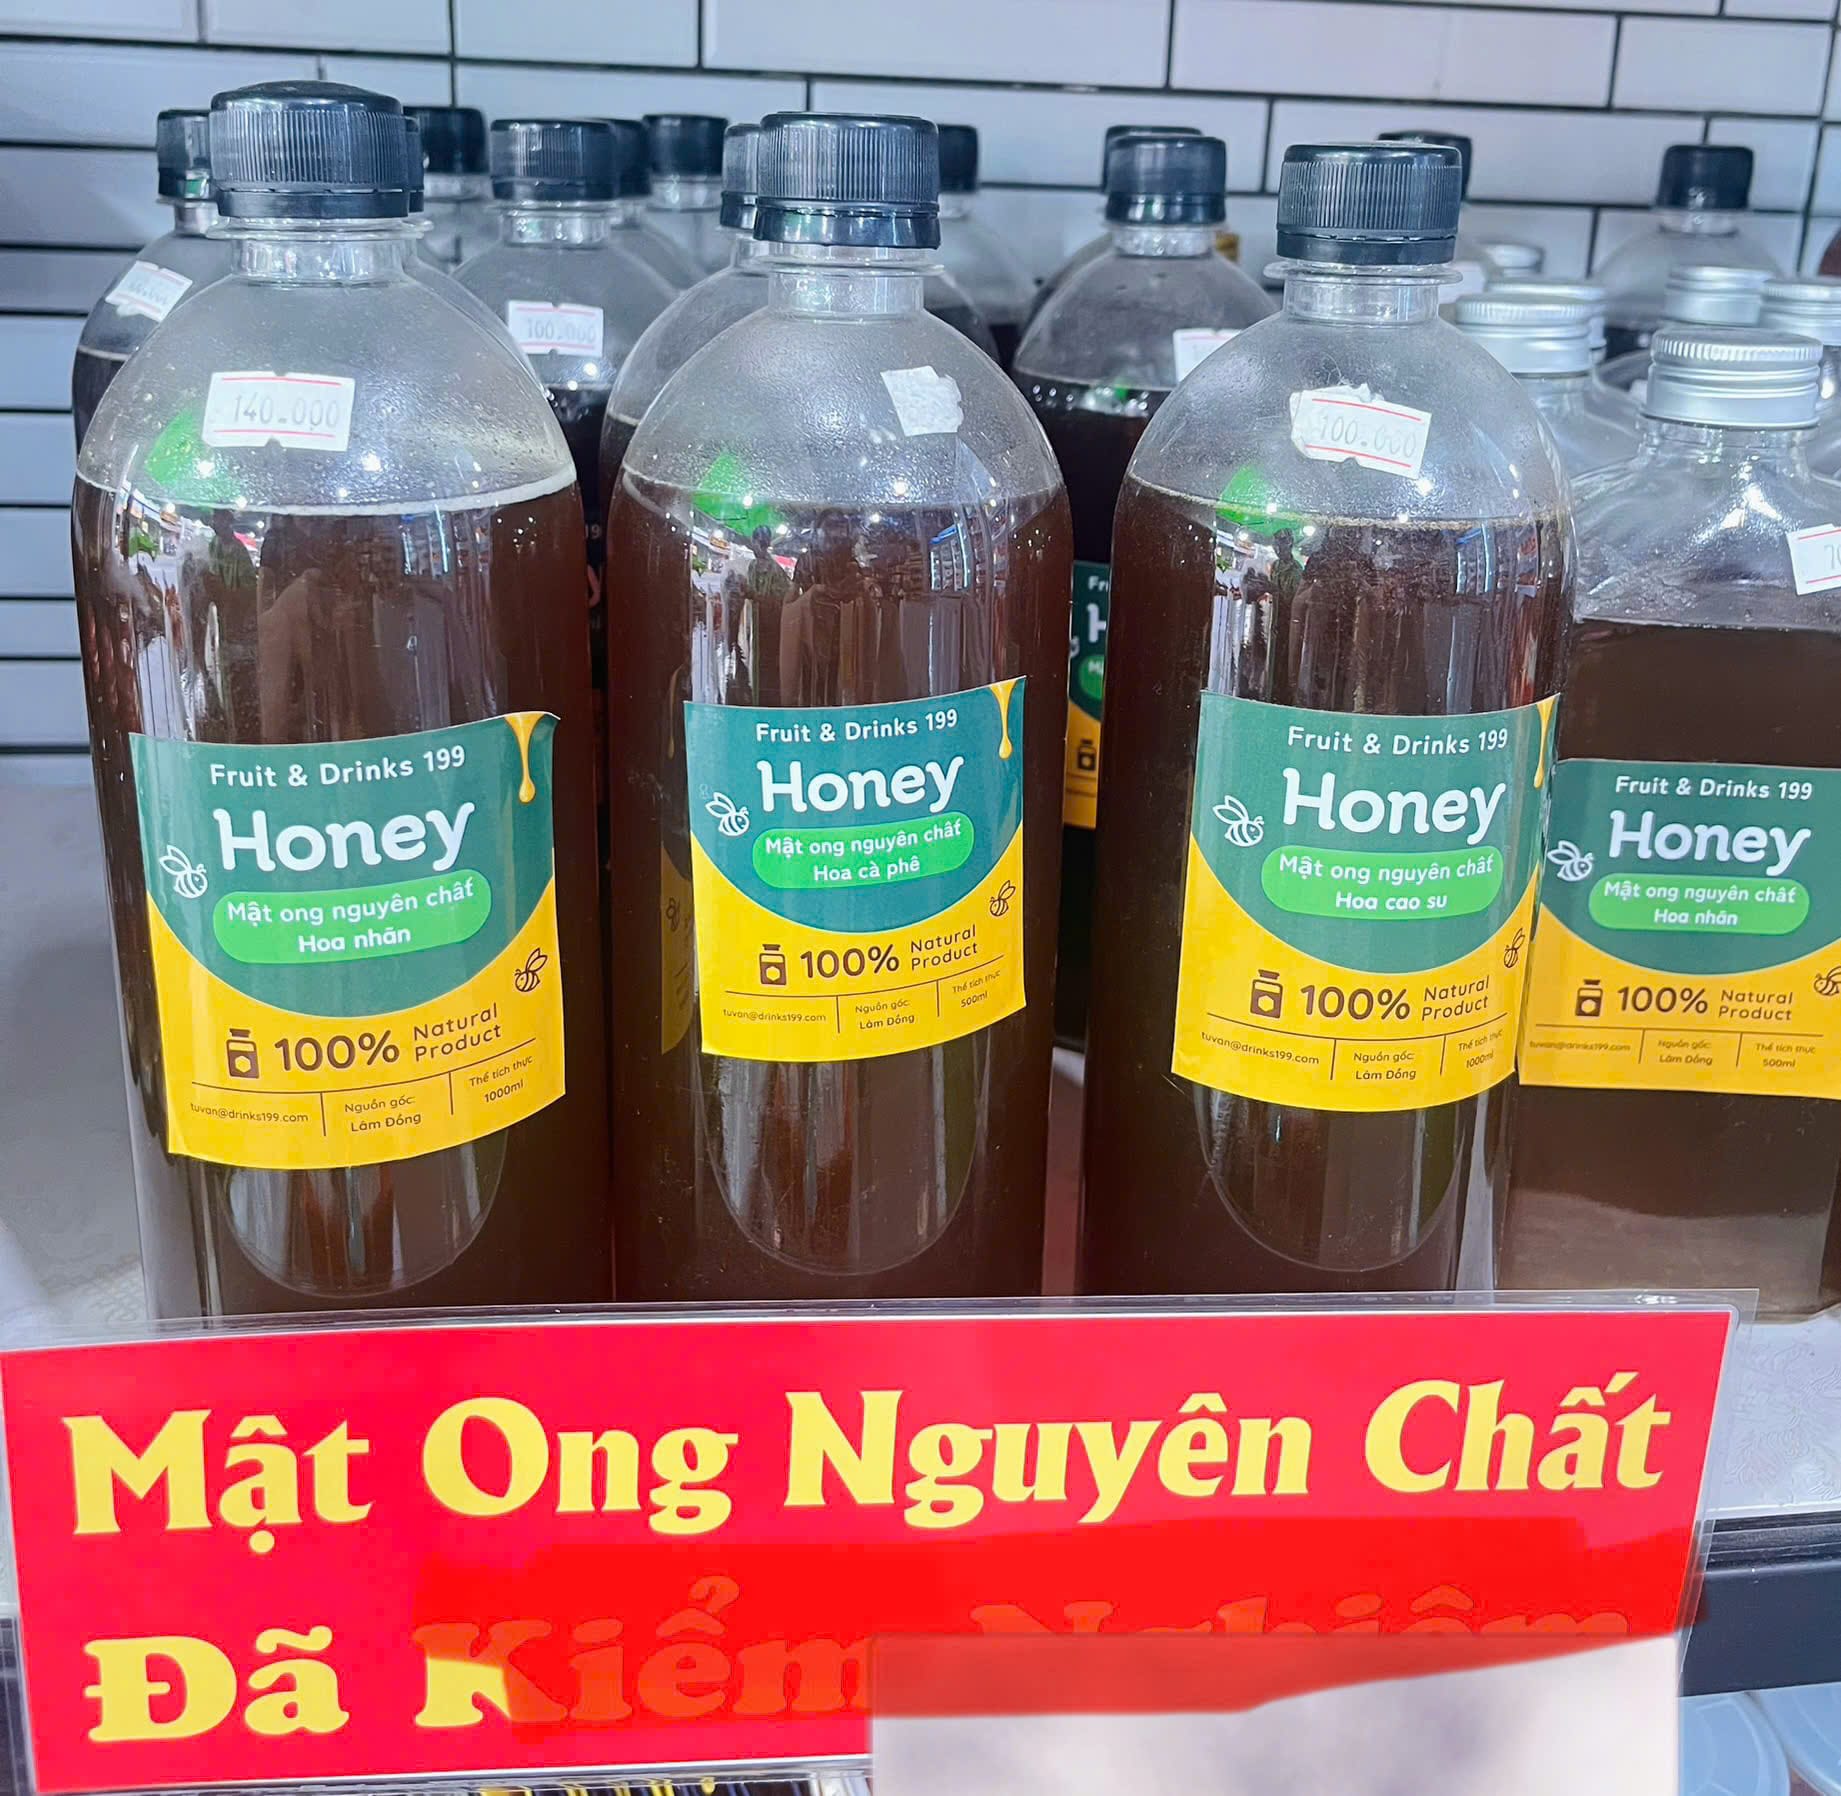 140.000
100.000
100.000
Fruit & Drinks 199
Honey
Mật ong nguyên chất
Hoa nhãn
100% Natural Product
tuvan@drinks199.com
Nguồn gốc:
Lâm Đồng
Thể tích thực
1000ml
Fruit & Drinks 199
Honey
Mật ong nguyên chất
Hoa cà phê
100% Natural Product
tuvan@drinks199.com
Nguồn gốc:
Lâm Đồng
Thể tích thực
500ml
Fruit & Drinks 199
Honey
Mật ong nguyên chất
Hoa cao su
100% Natural Product
tuvan@drinks199.com
Nguồn gốc:
Lâm Đồng
Thể tích thực
1000ml
Fruit & Drinks 199
Honey
Mật ong nguyên chất
Hoa nhãn
100% Natural Product
tuvan@drinks199.com
Nguồn gốc:
Lâm Đồng
Thể tích thực
500ml
Mật Ong Nguyên Chất
Đã Kiểm Nghiệm